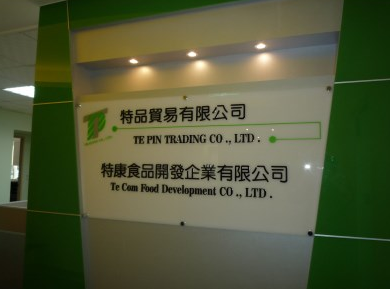 TP
特品貿易有限公司
TE PIN TRADING CO., LTD.
特康食品開發企業有限公司
Te Com Food Development CO., LTD.